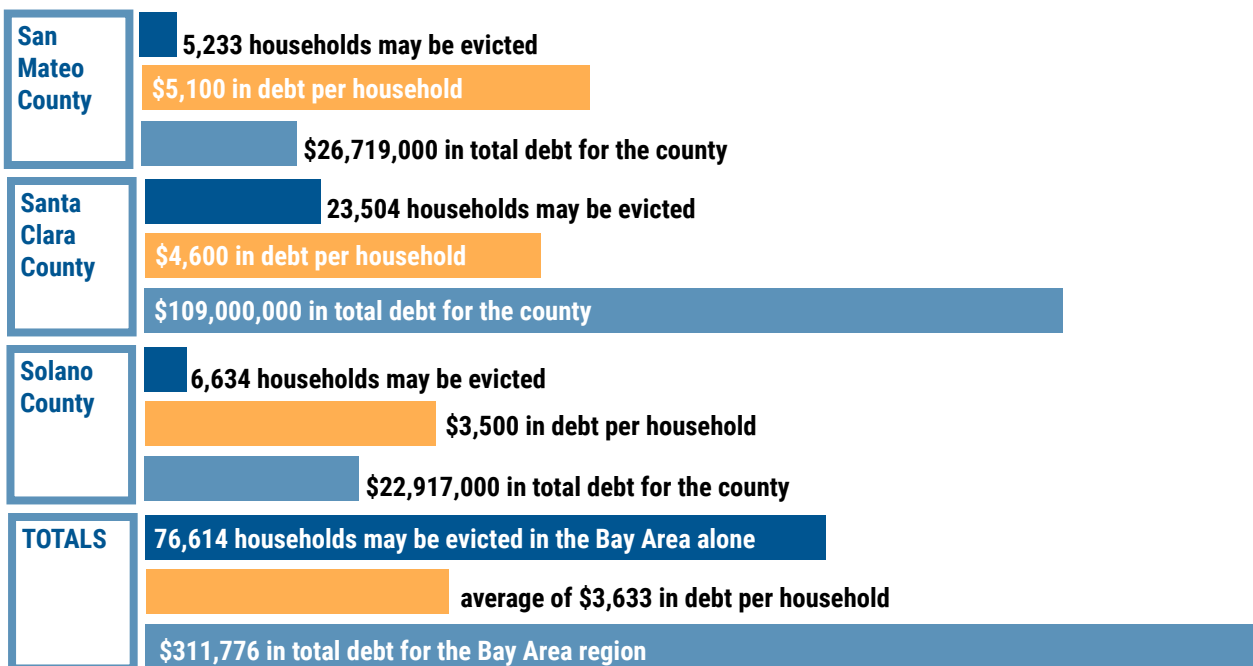 San
Mateo
County
5,233 households may be evicted
$5,100 in debt per household
$26,719,000 in total debt for the county
Santa
Clara
County
23,504 households may be evicted
$4,600 in debt per household
$109,000,000 in total debt for the county
Solano
County
6,634 households may be evicted
$3,500 in debt per household
$22,917,000 in total debt for the county
TOTALS
76,614 households may be evicted in the Bay Area alone
average of $3,633 in debt per household
$311,776 in total debt for the Bay Area region